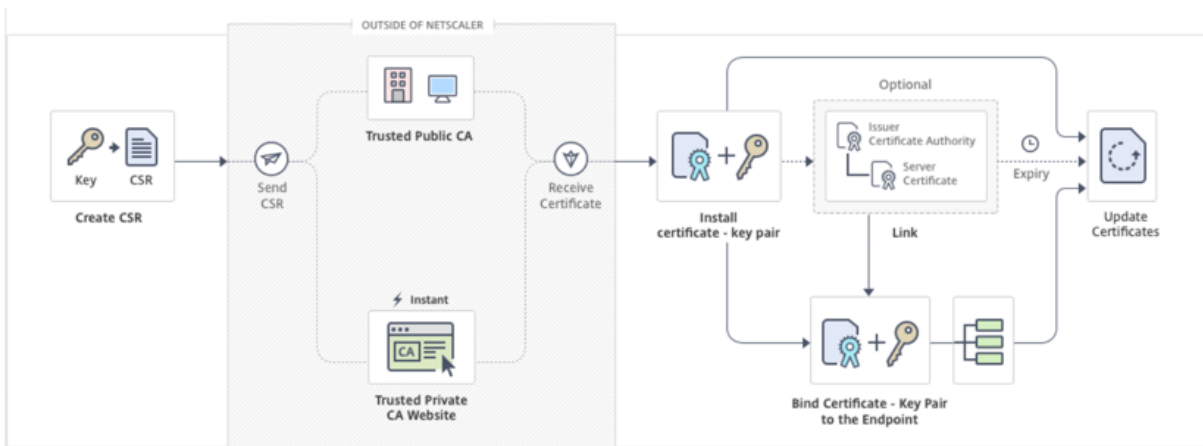 OUTSIDE OF NETSCALER
Key
CSR
Create CSR
Send
CSR
Trusted Public CA
Instant
CA
Trusted Private
CA Website
Receive
Certificate
Install
certificate - key pair
Optional
Issuer
Certificate Authority
Server
Certificate
Link
Expiry
Update
Certificates
Bind Certificate - Key Pair
to the Endpoint